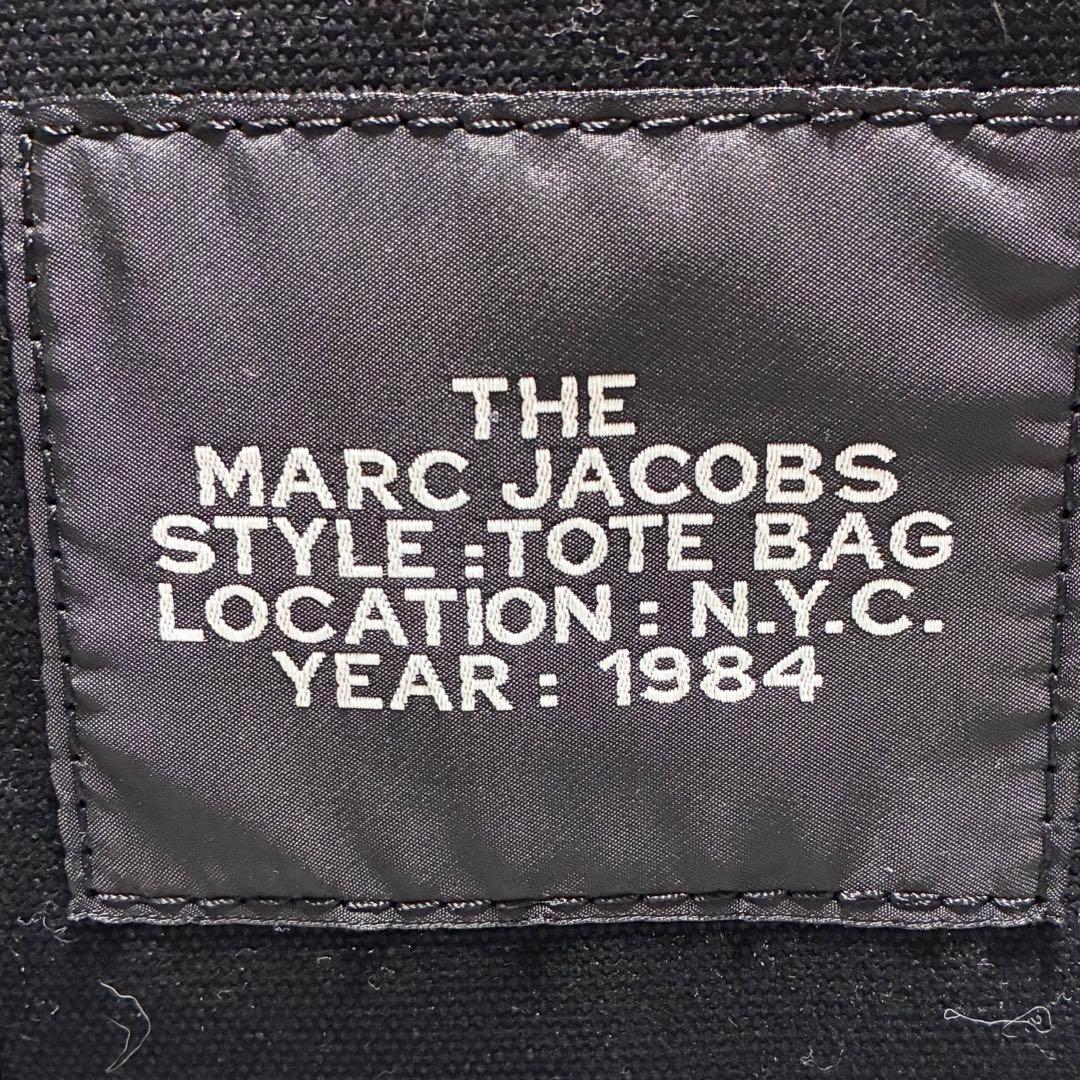 THE
MARC JACOBS
STYLE :TOTE BAG
LOCATION : N.Y.C.
YEAR : 1984